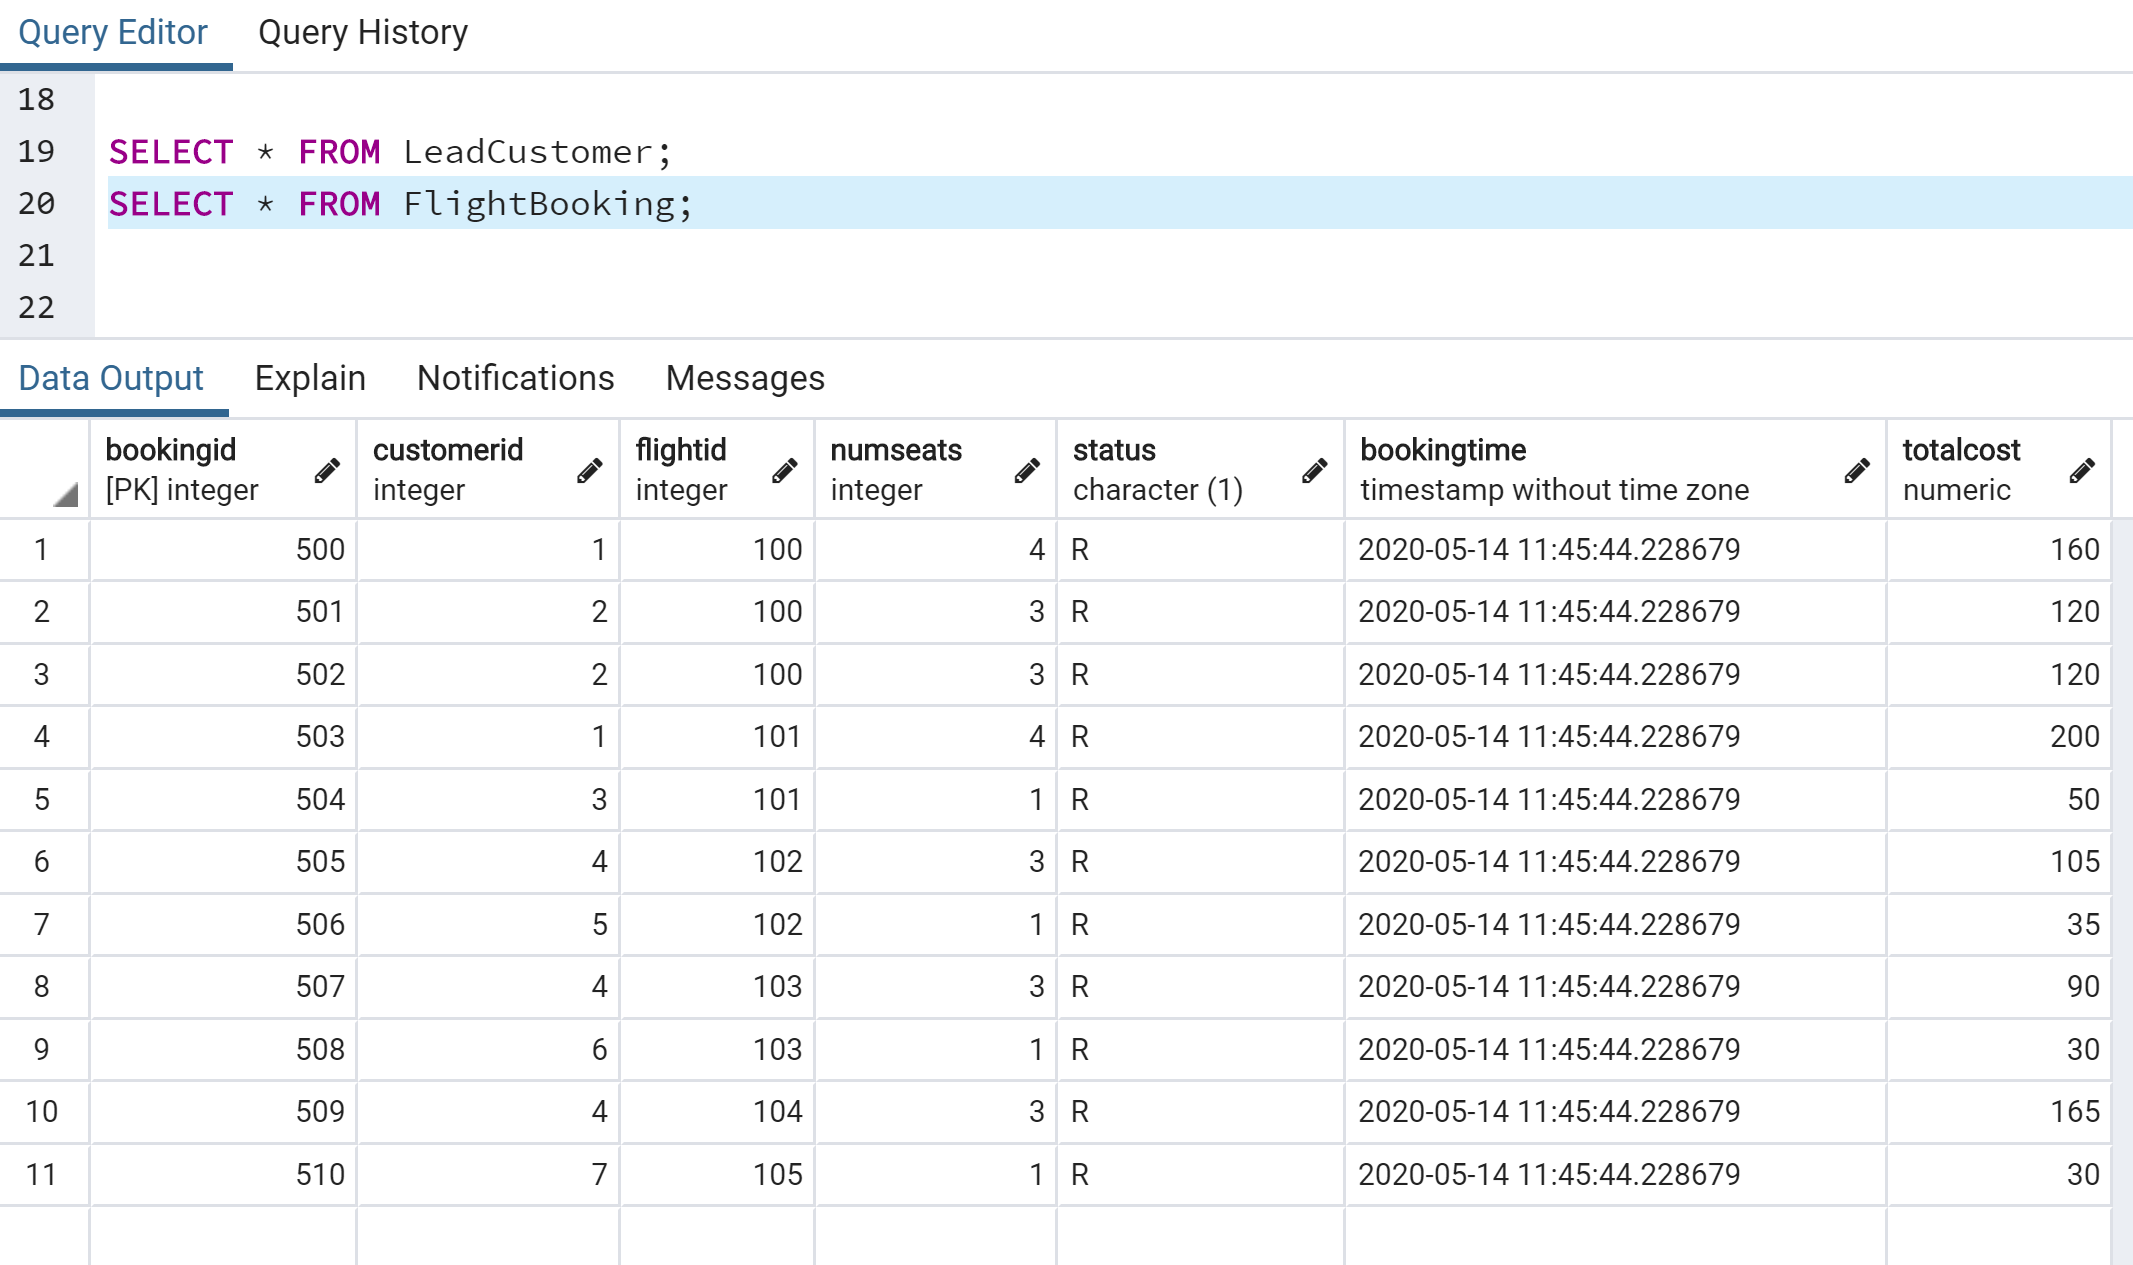 Query Editor Query History
18
19 SELECT * FROM LeadCustomer;
20 SELECT * FROM FlightBooking;
21
22
Data Output Explain Notifications Messages
bookingid customerid flightid numseats status bookingtime totalcost
[PK] integer integer integer integer character (1) timestamp without time zone numeric
1 500 1 100 4 R 2020-05-14 11:45:44.228679 160
2 501 2 100 3 R 2020-05-14 11:45:44.228679 120
3 502 2 100 3 R 2020-05-14 11:45:44.228679 120
4 503 1 101 4 R 2020-05-14 11:45:44.228679 200
5 504 3 101 1 R 2020-05-14 11:45:44.228679 50
6 505 4 102 3 R 2020-05-14 11:45:44.228679 105
7 506 5 102 1 R 2020-05-14 11:45:44.228679 35
8 507 4 103 3 R 2020-05-14 11:45:44.228679 90
9 508 6 103 1 R 2020-05-14 11:45:44.228679 30
10 509 4 104 3 R 2020-05-14 11:45:44.228679 165
11 510 7 105 1 R 2020-05-14 11:45:44.228679 30